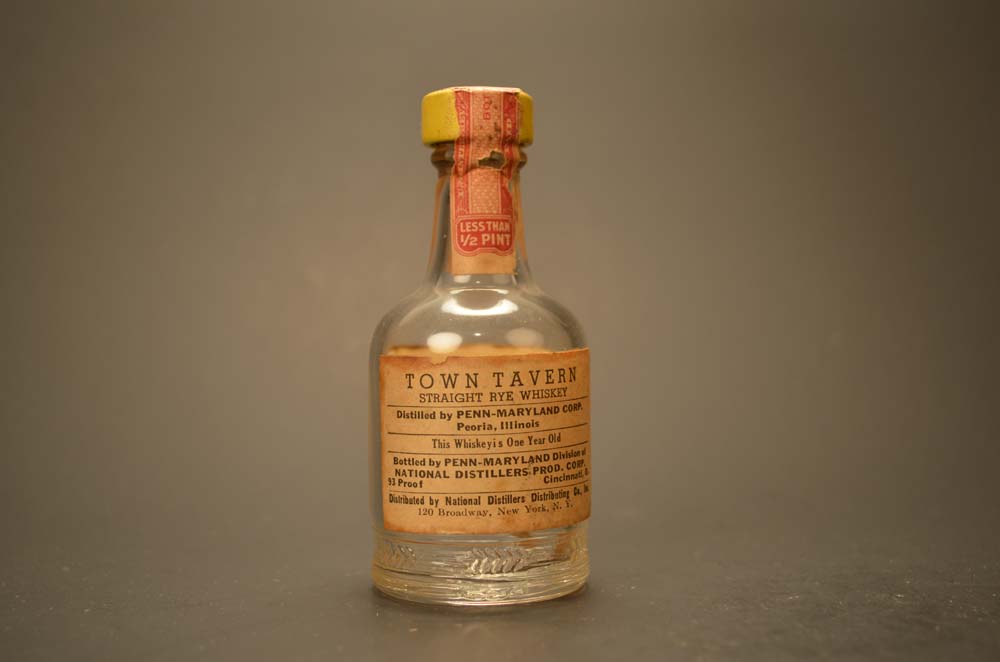 LESS THAN
1/2 PINT
TOWN TAVERN
STRAIGHT RYE WHISKEY
Distilled by PENN-MARYLAND CORP.
Peoria, Illinois
This Whiskeyi s One Year Old
Bottled by PENN-MARYLAND Division of
NATIONAL DISTILLERS PROD. CORP.
93 Proof Cincinnati,
Distributed by National Distillers Distributing Co.,
120 Broadway, New York, N. Y.